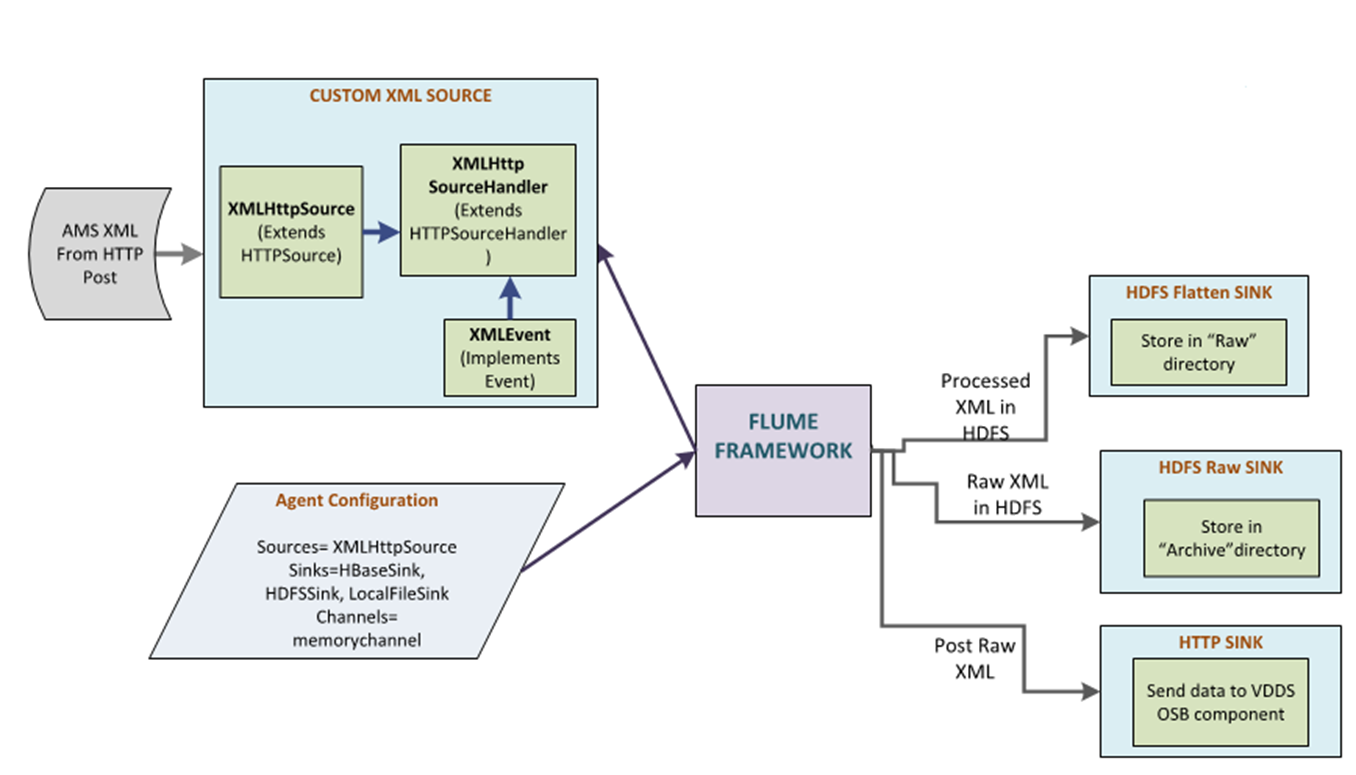 CUSTOM XML SOURCE
AMS XML
From HTTP
Post
XMLHttpSource
(Extends
HTTPSource)
XMLHttp
SourceHandler
(Extends
HTTPSourceHandler
)
XMLEvent
(Implements
Event)
Agent Configuration
Sources= XMLHttpSource
Sinks=HBaseSink,
HDFSSink, LocalFileSink
Channels=
memorychannel
FLUME
FRAMEWORK
Processed
XML in
HDFS
Raw XML
in HDFS
Post Raw
XML
HDFS Flatten SINK
Store in “Raw”
directory
HDFS Raw SINK
Store in
“Archive”directory
HTTP SINK
Send data to VDDS
OSB component